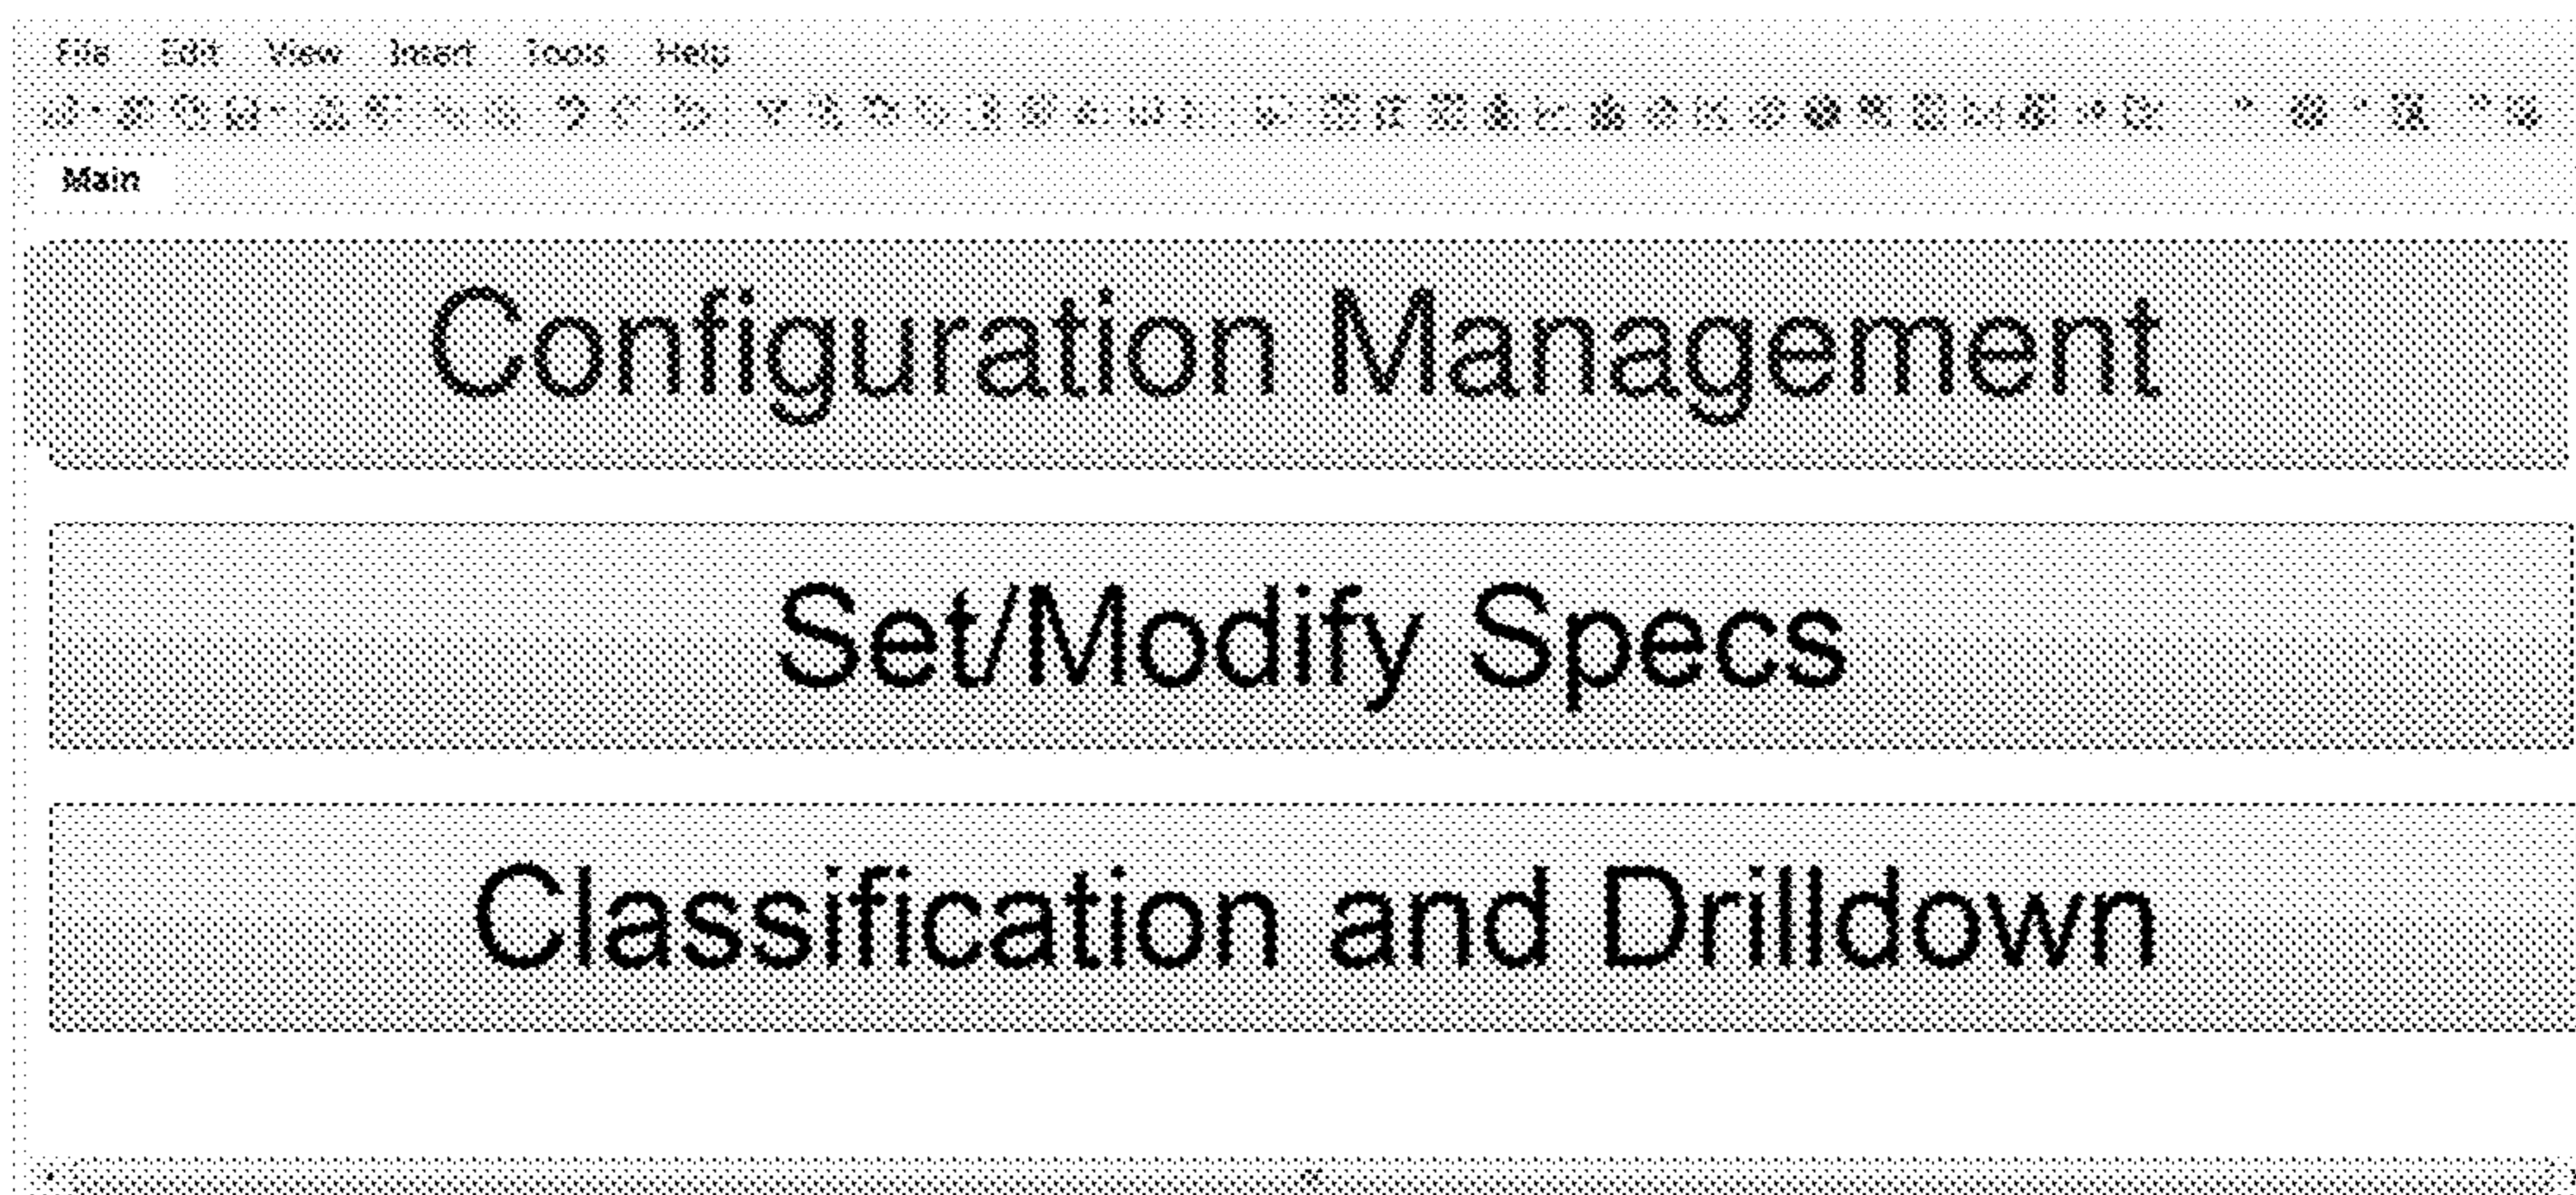 File Edit View Insert Tools Help
Main
Configuration Management
Set/Modify Specs
Classification and Drilldown